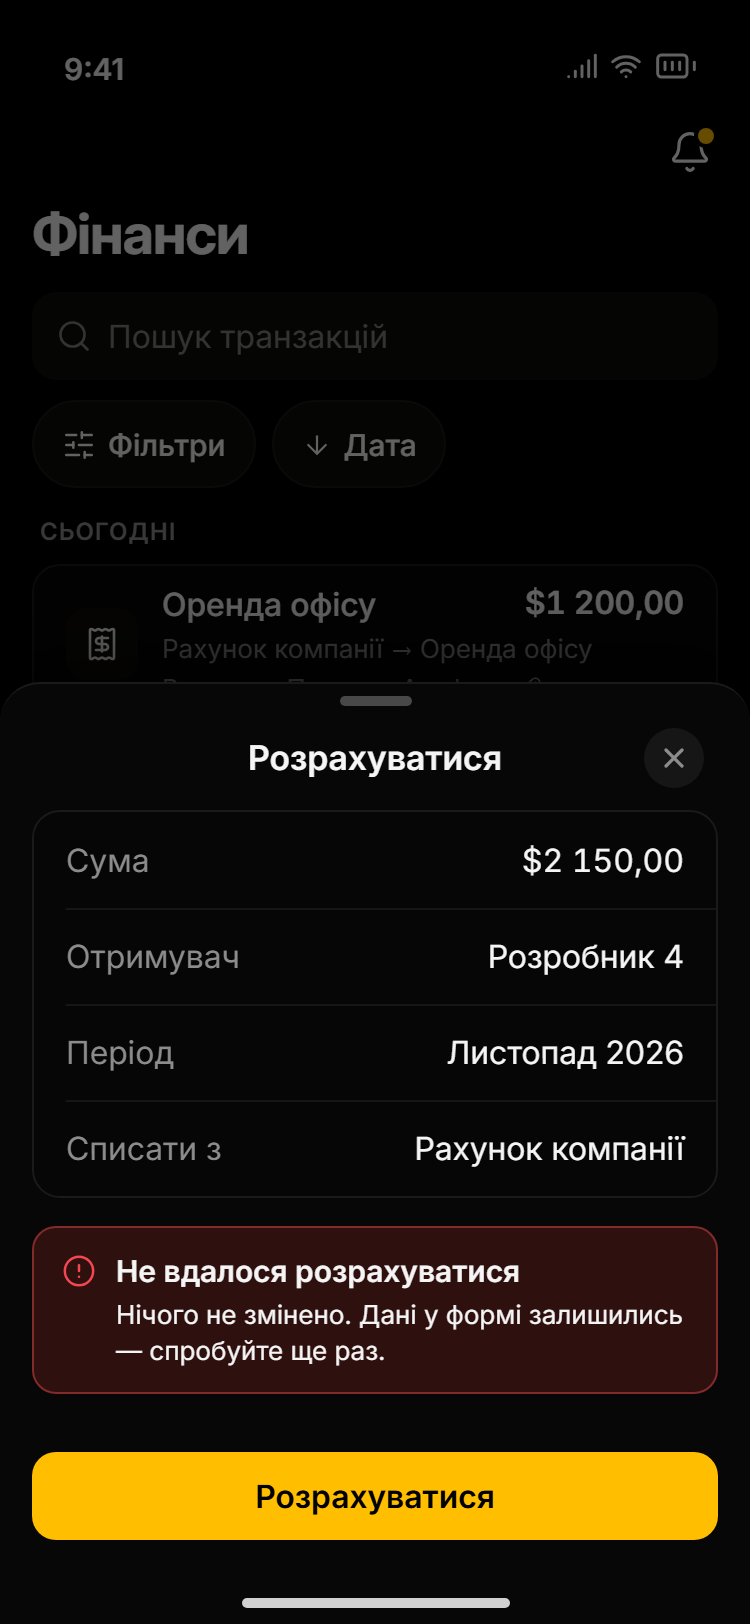 9:41
Фінанси
Пошук транзакцій
Фільтри
Дата
СЬОГОДНІ
Оренда офісу
$1 200,00
Рахунок компанії → Оренда офісу
Розрахуватися
Сума
$2 150,00
Отримувач
Розробник 4
Період
Листопад 2026
Списати з
Рахунок компанії
Не вдалося розрахуватися
Нічого не змінено. Дані у формі залишились
— спробуйте ще раз.
Розрахуватися